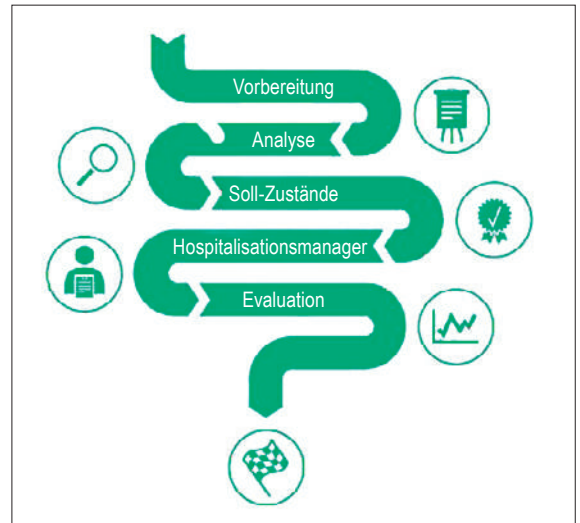 Vorbereitung
Analyse
Soll-Zustände
Hospitalisationsmanager
Evaluation